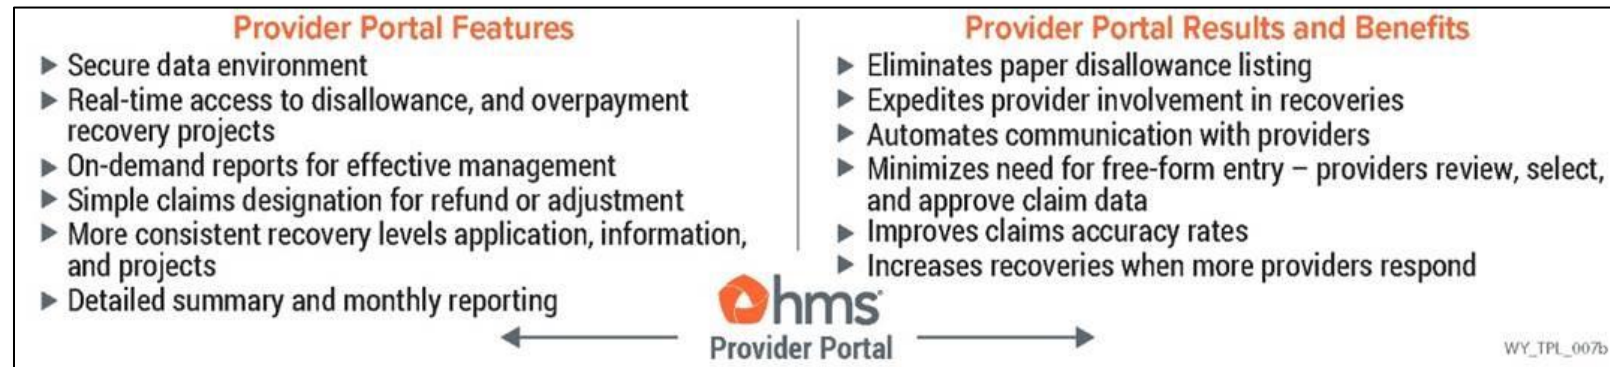 Provider Portal Features
Secure data environment
Real-time access to disallowance, and overpayment
recovery projects
On-demand reports for effective management
Simple claims designation for refund or adjustment
More consistent recovery levels application, information,
and projects
Detailed summary and monthly reporting
Provider Portal Results and Benefits
Eliminates paper disallowance listing
Expedites provider involvement in recoveries
Automates communication with providers
Minimizes need for free-form entry – providers review, select,
and approve claim data
Improves claims accuracy rates
Increases recoveries when more providers respond
hms
Provider Portal
WY_TPL_007b